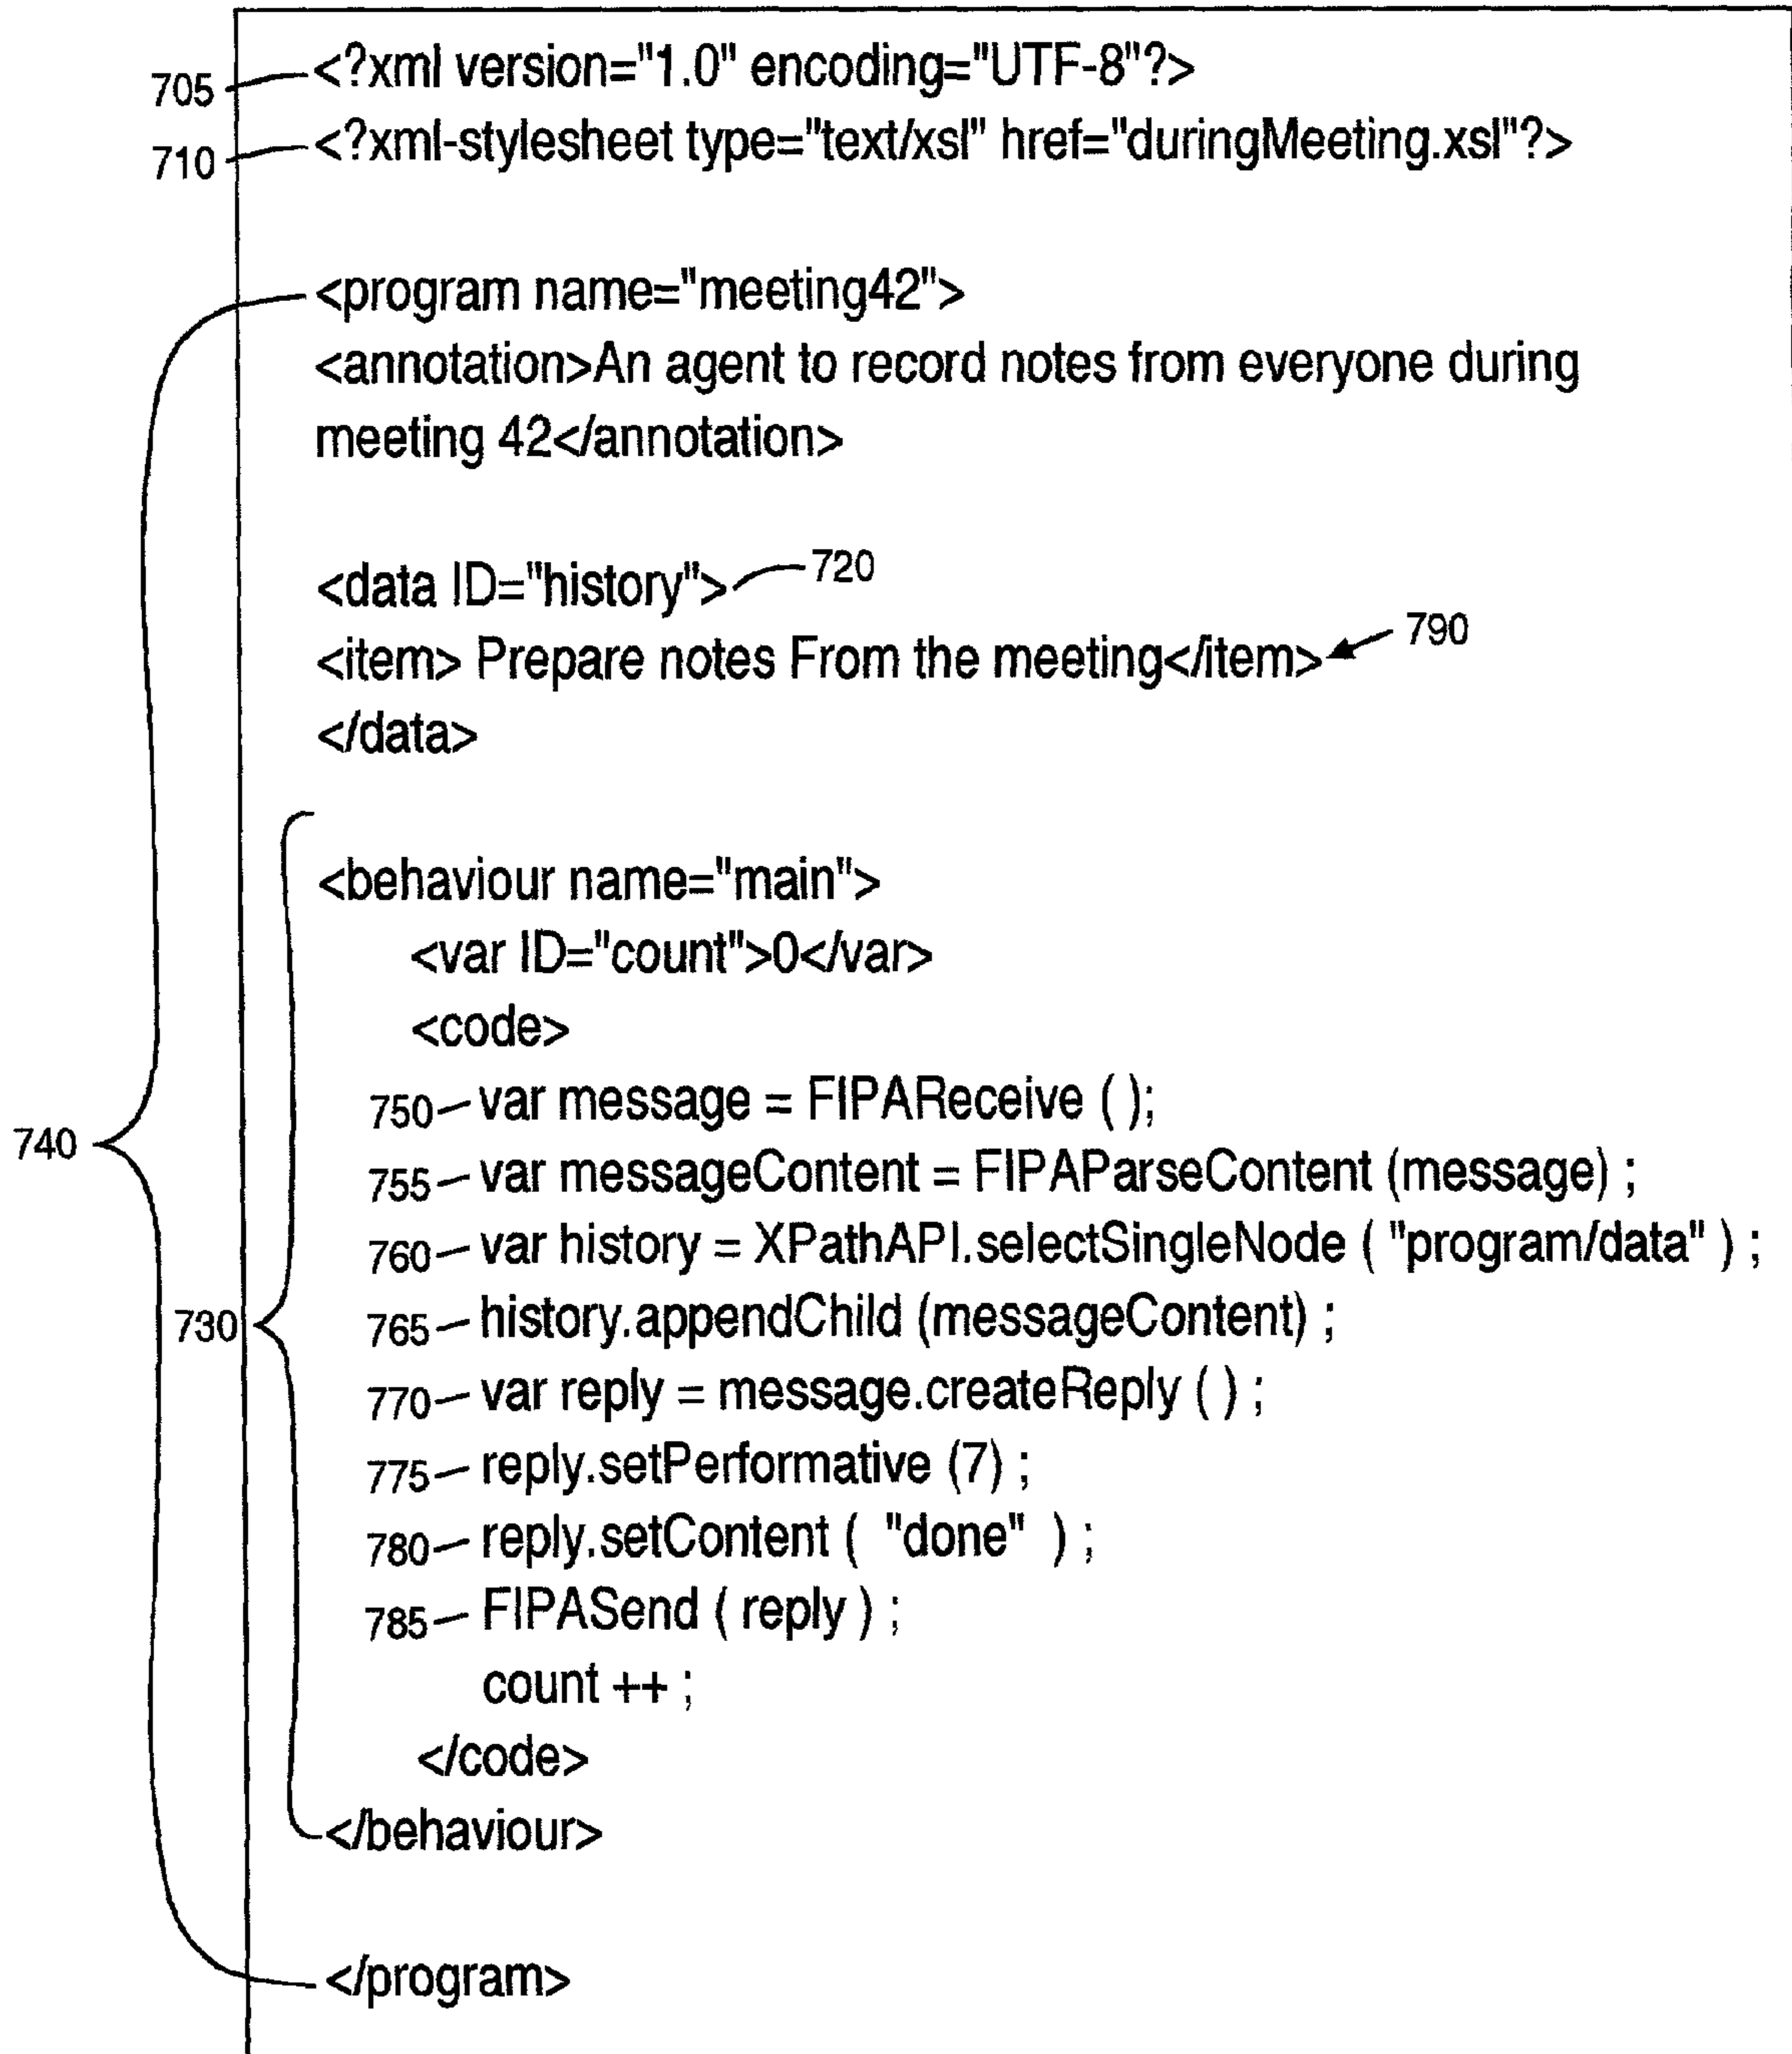 705 <?xml version="1.0" encoding="UTF-8"?>
710 <?xml-stylesheet type="text/xsl" href="duringMeeting.xsl"?>
<program name="meeting42">
<annotation>An agent to record notes from everyone during
meeting 42</annotation>
<data ID="history"> 720
<item> Prepare notes From the meeting</item> 790
</data>
<behaviour name="main">
<var ID="count">0</var>
<code>
750 var message = FIPAReceive ( );
740
755 var messageContent = FIPAParseContent (message) ;
760 var history = XPathAPI.selectSingleNode ( "program/data" ) ;
730
765 history.appendChild (messageContent) ;
770 var reply = message.createReply ( ) ;
775 reply.setPerformative (7) ;
780 reply.setContent ( "done" ) ;
785 FIPASend ( reply ) ;
count ++ ;
</code>
</behaviour>
</program>